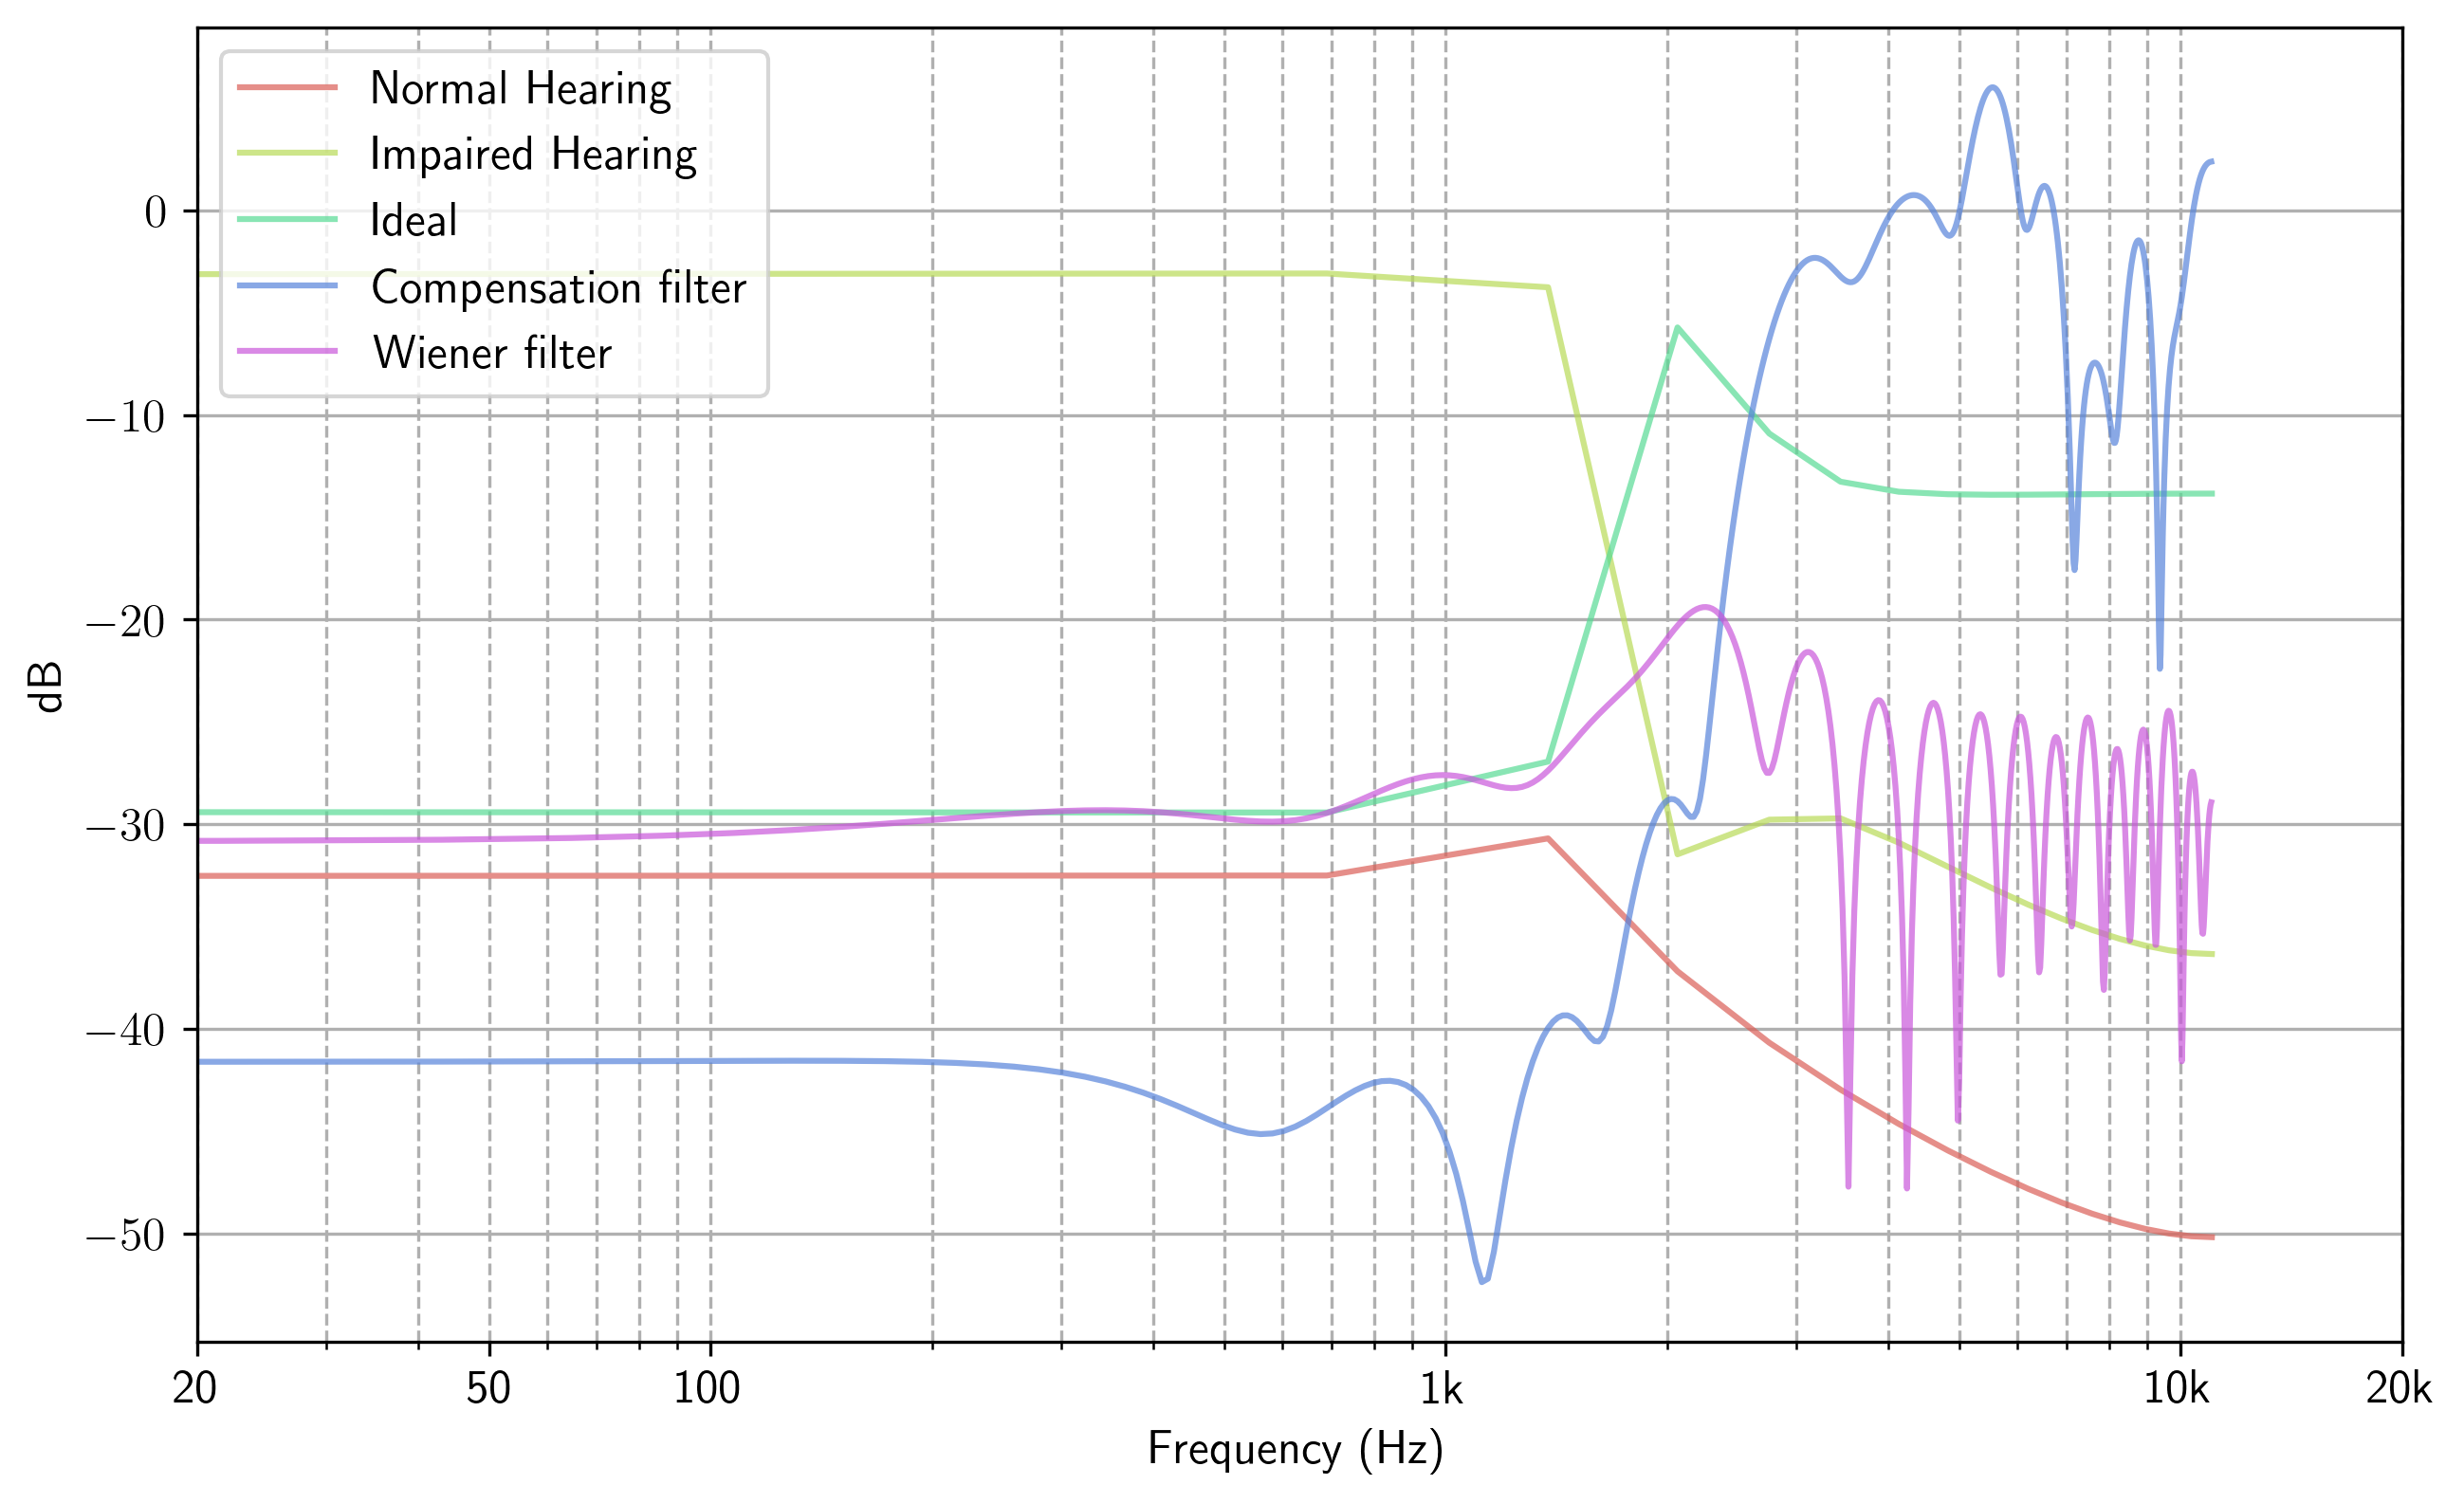 Normal Hearing
Impaired Hearing
Ideal
Compensation filter
Wiener filter
0
−10
−20
−30
−40
−50
dB
20 50 100 1k 10k 20k
Frequency (Hz)